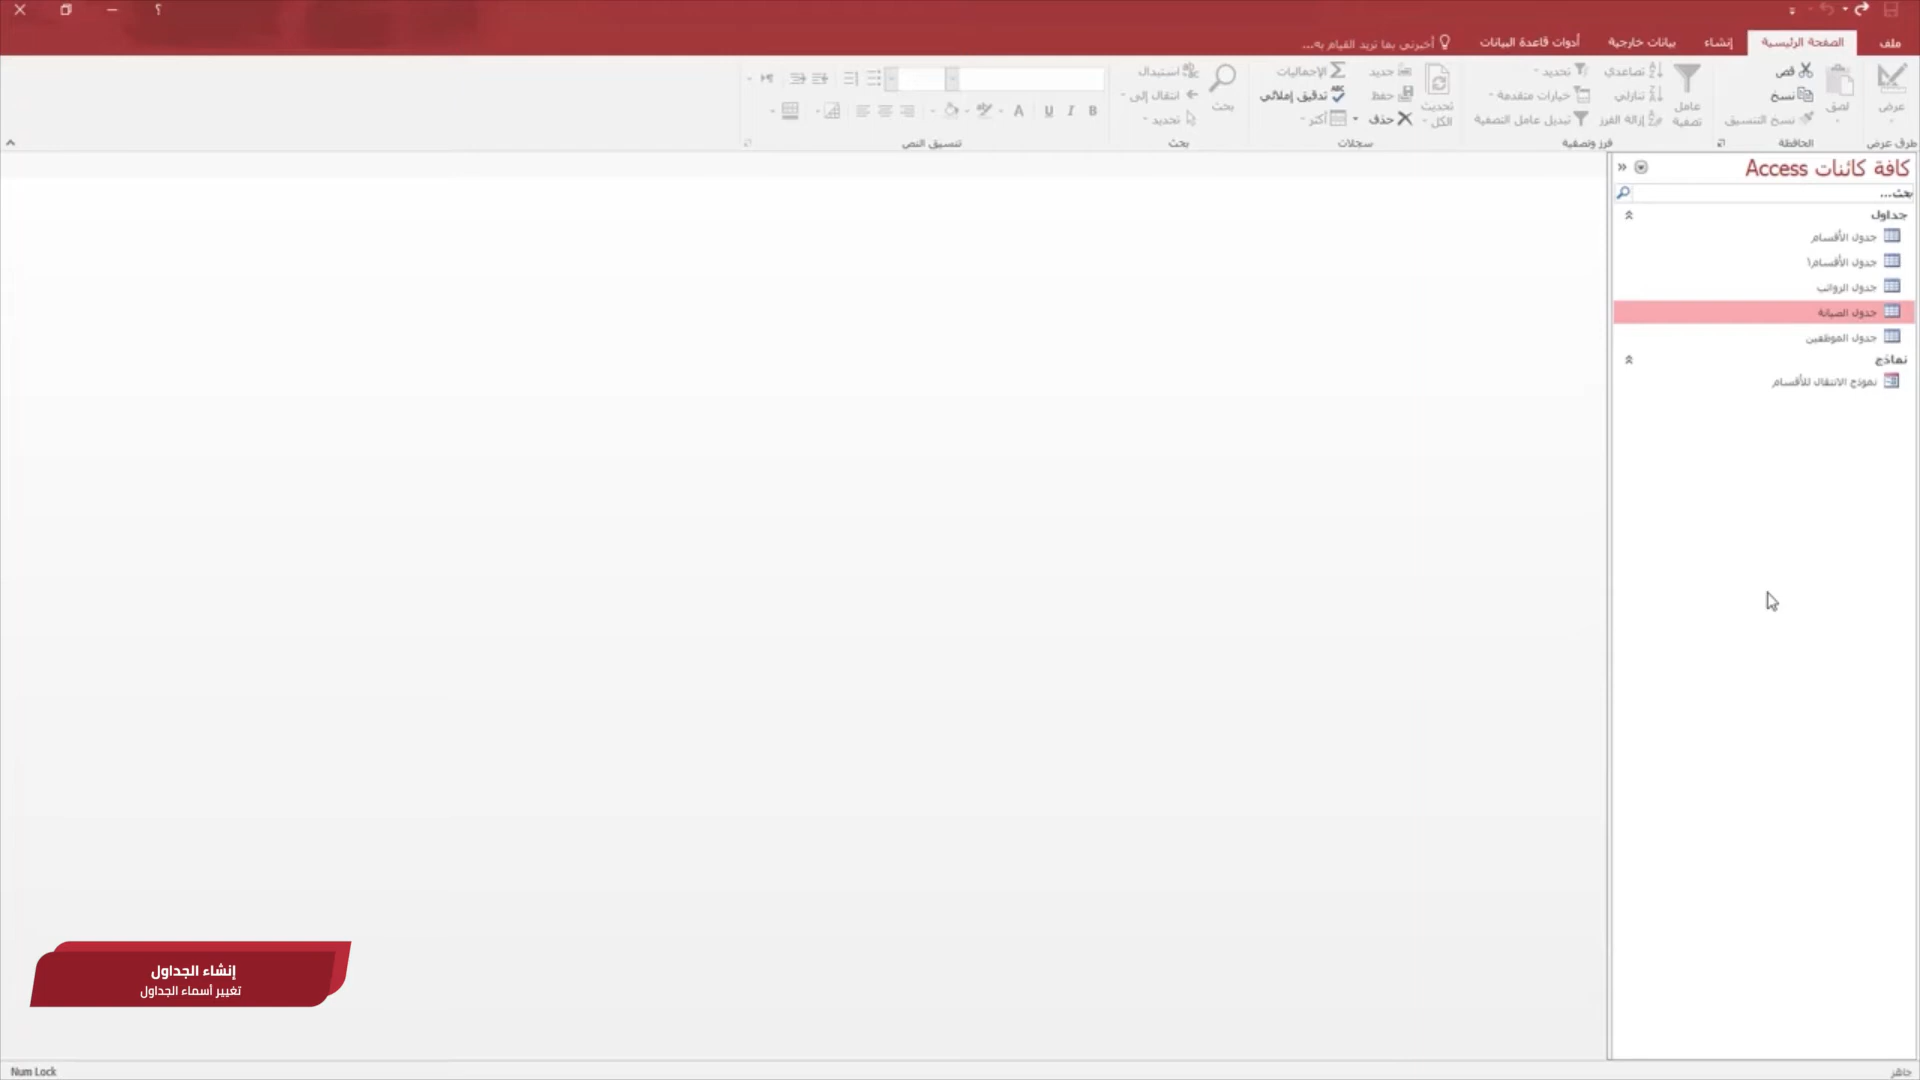 ملف
الصفحة الرئيسية
إنشاء
بيانات خارجية
أدوات قاعدة البيانات
أخبرني بما تريد القيام به...
عرض
طرق عرض
لصق
قص
نسخ
نسخ التنسيق
الحافظة
عامل تصفية
تصاعدي
تنازلي
إزالة الفرز
تحديد
خيارات متقدمة
تبديل عامل التصفية
فرز وتصفية
تحديث الكل
جديد
حفظ
حذف
الإجماليات
تدقيق إملائي
أكثر
سجلات
بحث
استبدال
انتقال إلى
تحديد
بحث
B I U A
تنسيق النص
كافة كائنات Access
بحث...
جداول
جدول الأقسام
جدول الأقسام١
جدول الرواتب
جدول الصيانة
جدول الموظفين
نماذج
نموذج الانتقال للأقسام
إنشاء الجداول
تغيير أسماء الجداول
جاهز
Num Lock